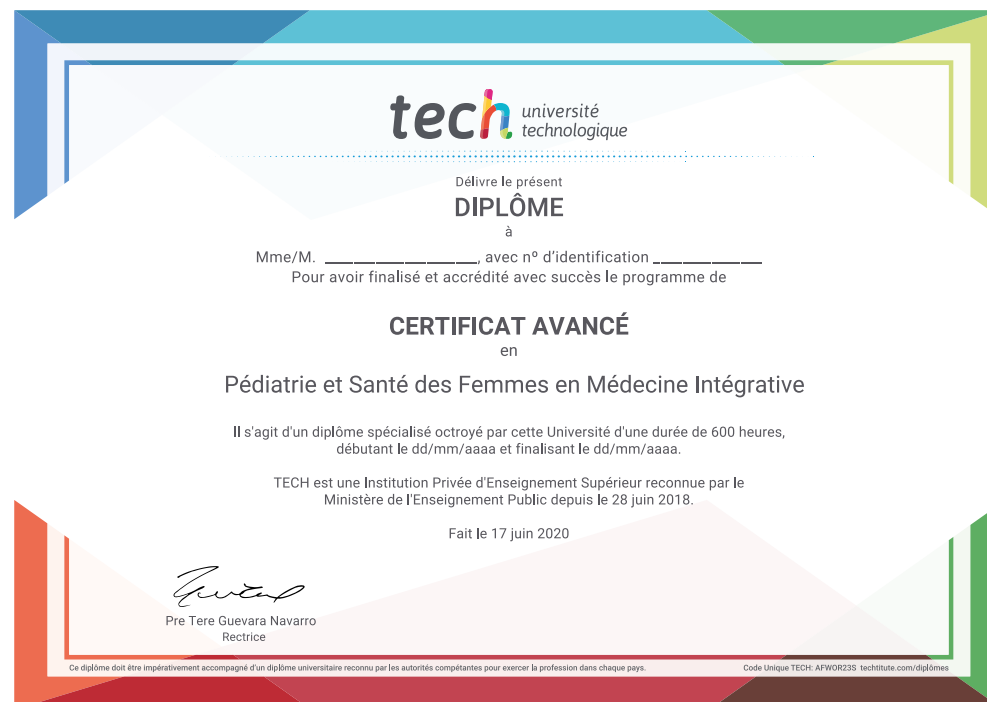 tech université
technologique
Délivre le présent
DIPLÔME
à
Mme/M. ____________________, avec nº d'identification ______________
Pour avoir finalisé et accrédité avec succès le programme de
CERTIFICAT AVANCÉ
en
Pédiatrie et Santé des Femmes en Médecine Intégrative
Il s'agit d'un diplôme spécialisé octroyé par cette Université d'une durée de 600 heures,
débutant le dd/mm/aaaa et finalisant le dd/mm/aaaa.
TECH est une Institution Privée d'Enseignement Supérieur reconnue par le
Ministère de l'Enseignement Public depuis le 28 juin 2018.
Fait le 17 juin 2020
Pre Tere Guevara Navarro
Rectrice
Ce diplôme doit être impérativement accompagné d'un diplôme universitaire reconnu par les autorités compétantes pour exercer la profession dans chaque pays.
Code Unique TECH: AFWOR23S techtitute.com/diplômes